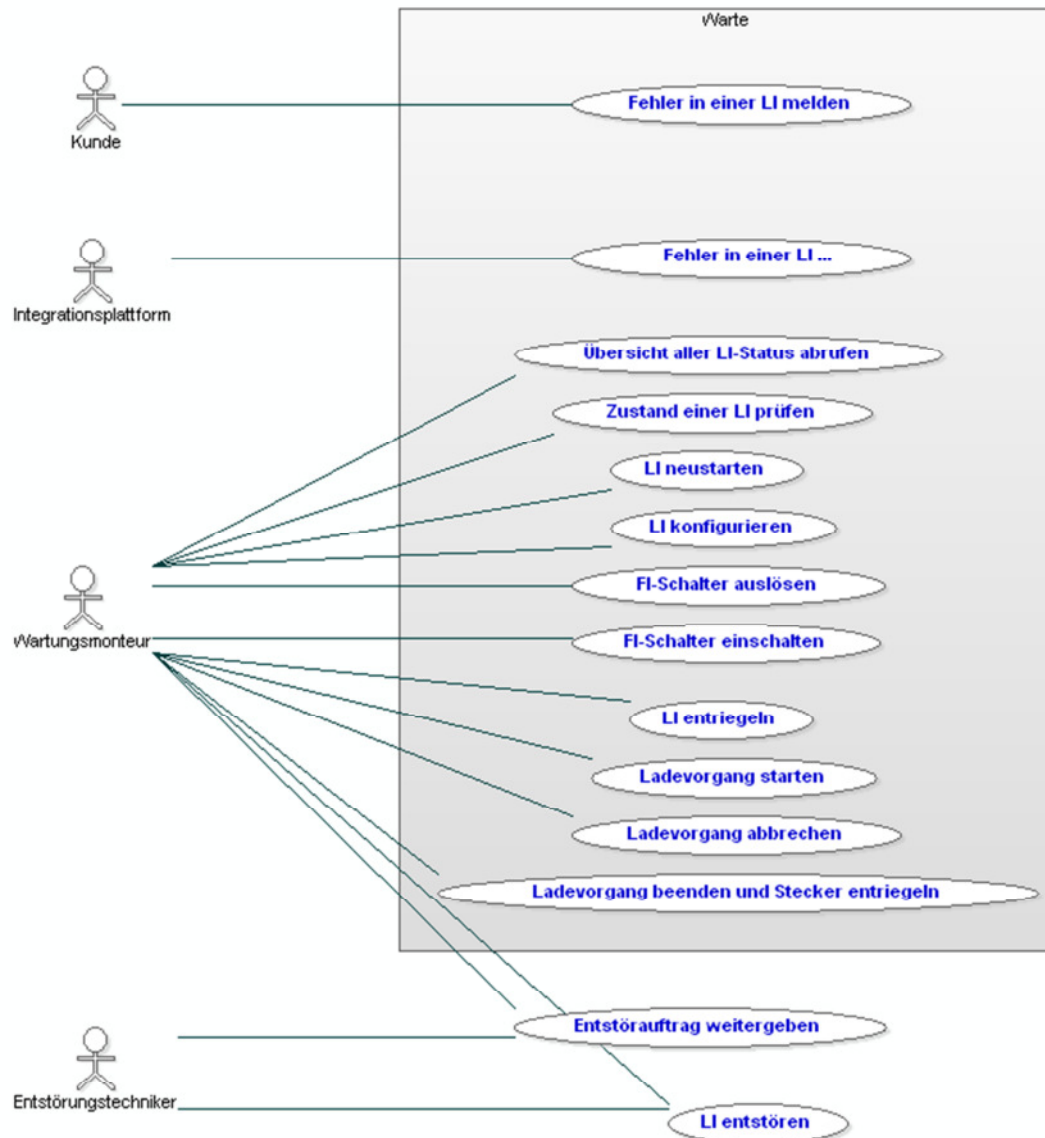 Warte
Fehler in einer LI melden
Kunde
Fehler in einer LI ...
Integrationsplattform
Übersicht aller LI-Status abrufen
Zustand einer LI prüfen
LI neustarten
LI konfigurieren
FI-Schalter auslösen
Wartungsmonteur
FI-Schalter einschalten
LI entriegeln
Ladevorgang starten
Ladevorgang abbrechen
Ladevorgang beenden und Stecker entriegeln
Entstörauftrag weitergeben
Entstörungstechniker
LI entstören